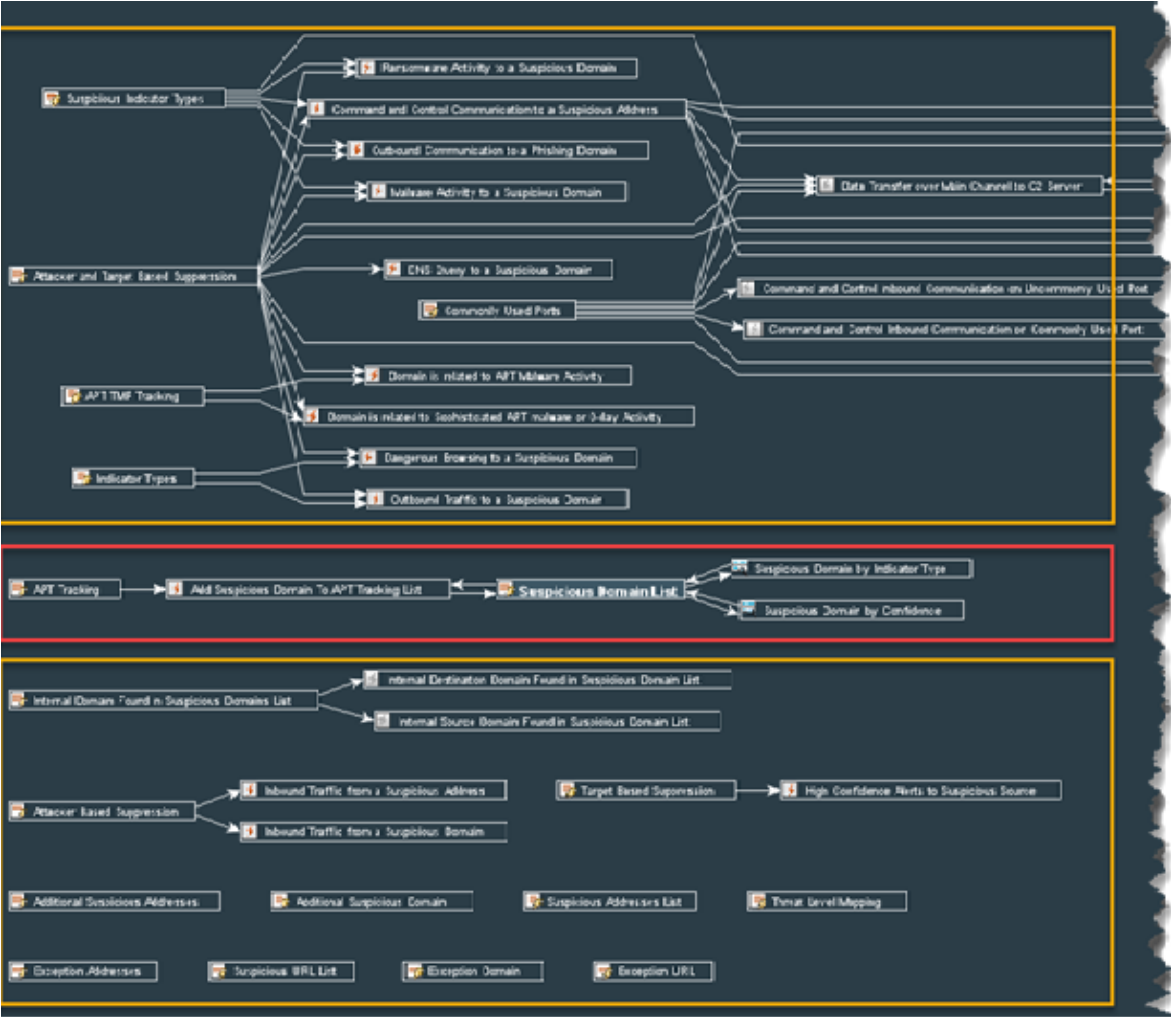 Ransomware Activity to a Suspicious Domain
Suspicious Indicator Types
Command and Control Communication to a Suspicious Address
Outbound Communication to a Phishing Domain
Malware Activity to a Suspicious Domain
Data Transfer over Main Channel to C2 Server
Attacker and Target Based Suppression
DNS Query to a Suspicious Domain
Command and Control Inbound Communication on Uncommonly Used Port
Commonly Used Ports
Command and Control Inbound Communication on Commonly Used Port
Domain is related to APT Malware Activity
APT TMP Tracking
Domain is related to Sophisticated APT malware or 0-day Activity
Dangerous Browsing to a Suspicious Domain
Indicator Types
Outbound Traffic to a Suspicious Domain
Suspicious Domain by Indicator Type
APT Tracking
Add Suspicious Domain To APT Tracking List
Suspicious Domain List
Suspicious Domain by Confidence
Internal Destination Domain Found in Suspicious Domain List
Internal Domain Found in Suspicious Domains List
Internal Source Domain Found in Suspicious Domain List
Inbound Traffic from a Suspicious Address
Target Based Suppression
High Confidence Alerts to Suspicious Source
Attacker Based Suppression
Inbound Traffic from a Suspicious Domain
Additional Suspicious Addresses
Additional Suspicious Domain
Suspicious Addresses List
Threat Level Mapping
Exception Addresses
Suspicious URL List
Exception Domain
Exception URL